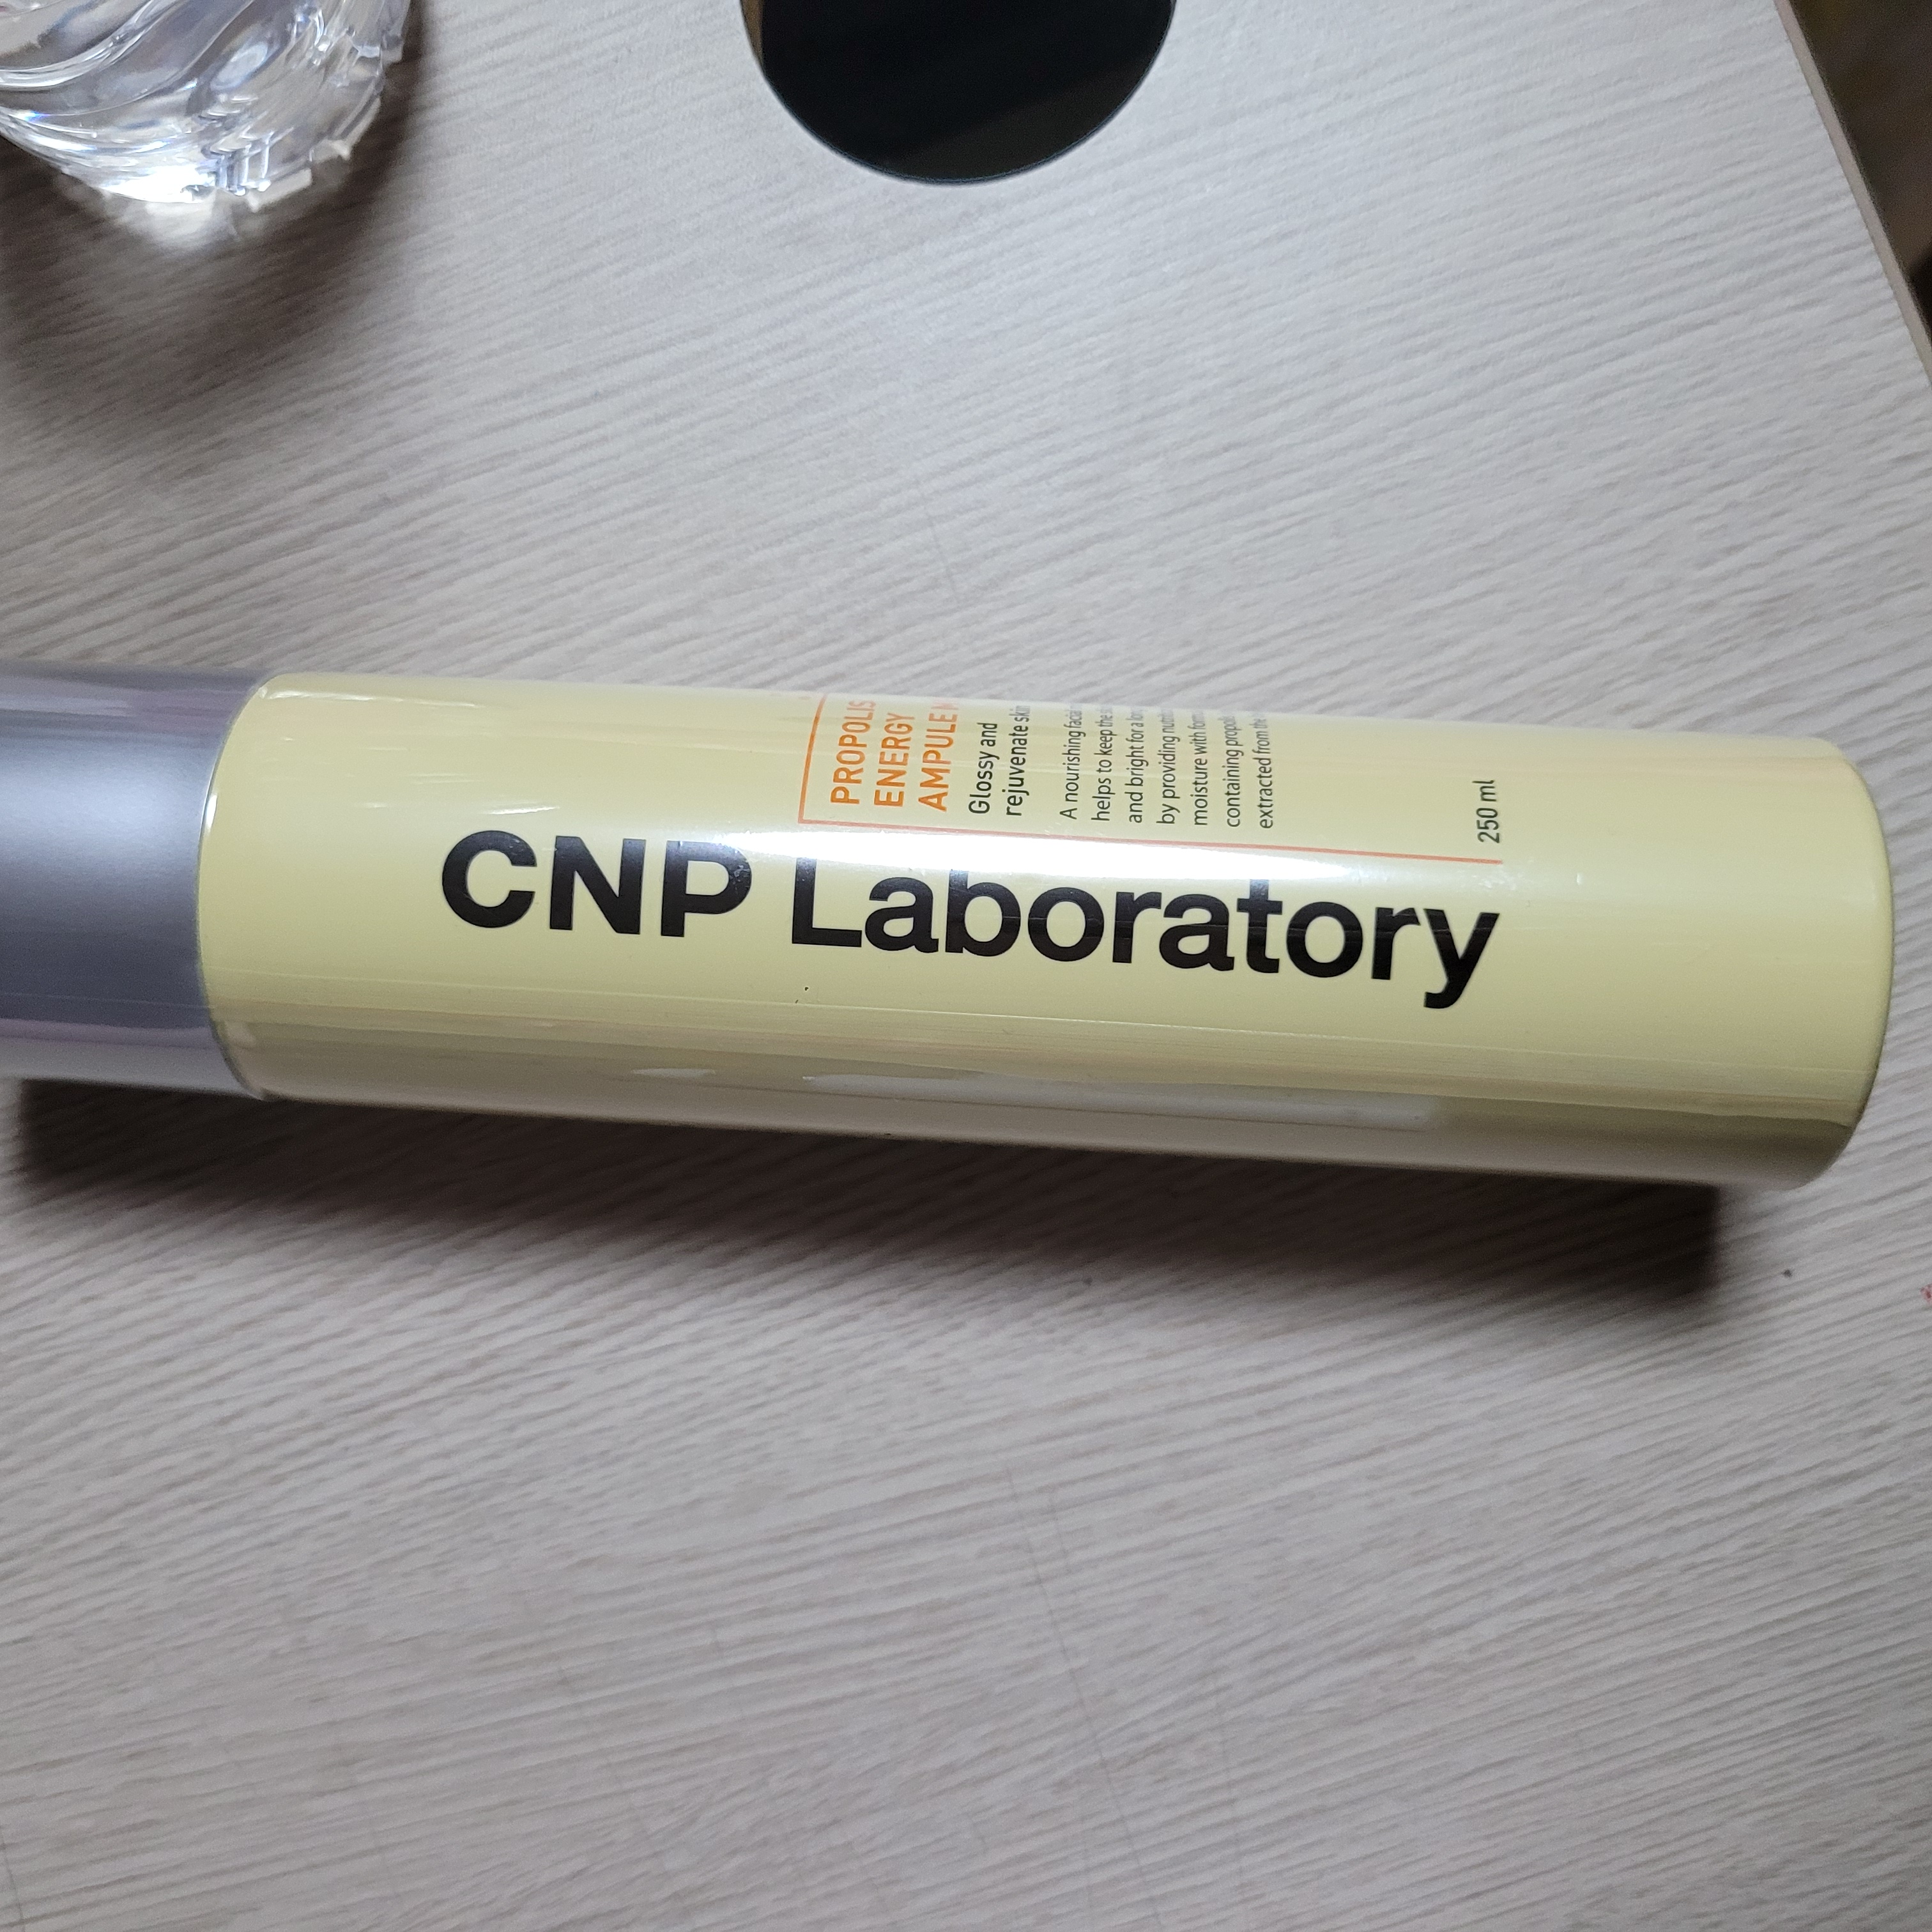 CNP Laboratory
PROPOLIS
ENERGY
AMPULE
Glossy and
rejuvenate
A nourishing
helps to keep the
and bright for a
by providing
moisture with
containing
extracted from the
250 ml